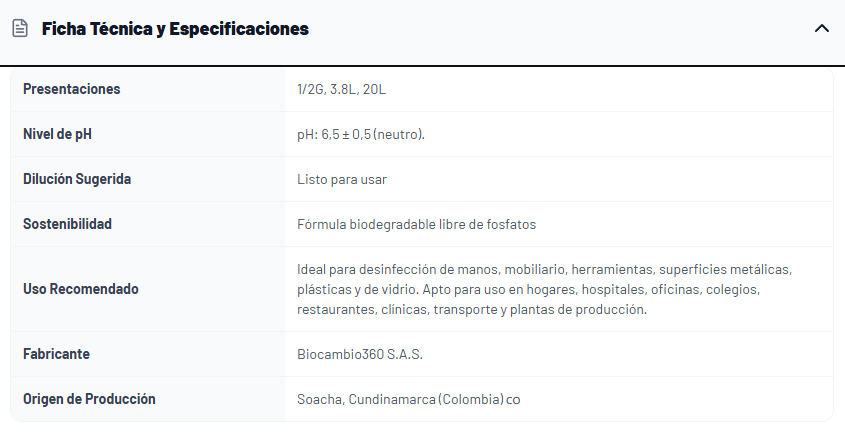 Ficha Técnica y Especificaciones
Presentaciones
1/2G, 3.8L, 20L
Nivel de pH
pH: 6,5 ± 0,5 (neutro).
Dilución Sugerida
Listo para usar
Sostenibilidad
Fórmula biodegradable libre de fosfatos
Uso Recomendado
Ideal para desinfección de manos, mobiliario, herramientas, superficies metálicas,
plásticas y de vidrio. Apto para uso en hogares, hospitales, oficinas, colegios,
restaurantes, clínicas, transporte y plantas de producción.
Fabricante
Biocambio360 S.A.S.
Origen de Producción
Soacha, Cundinamarca (Colombia) co